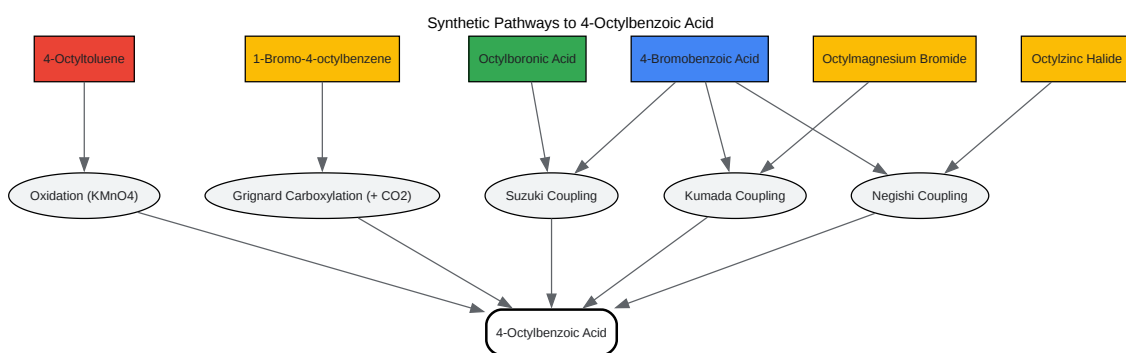 Synthetic Pathways to 4-Octylbenzoic Acid
4-Octyltoluene
1-Bromo-4-octylbenzene
Octylboronic Acid
4-Bromobenzoic Acid
Octylmagnesium Bromide
Octylzinc Halide
Oxidation (KMnO4)
Grignard Carboxylation (+ CO2)
Suzuki Coupling
Kumada Coupling
Negishi Coupling
4-Octylbenzoic Acid